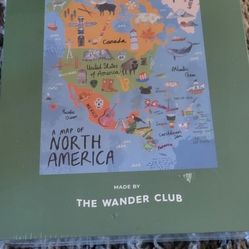 Canada
United States
of America
Atlantic
Ocean
Pacific
Ocean
MEXICO
Caribbean
Sea
A MAP OF
NORTH
AMERICA
MADE BY
THE WANDER CLUB